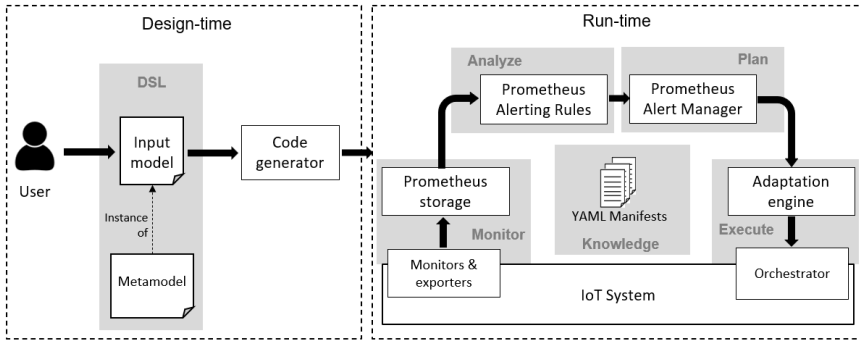 Design-time
DSL
User
Input
model
Code
generator
Instance
of
Metamodel
Run-time
Analyze
Prometheus
Alerting Rules
Plan
Prometheus
Alert Manager
Prometheus
storage
Monitor
Monitors &
exporters
YAML Manifests
Knowledge
Adaptation
engine
Execute
Orchestrator
IoT System